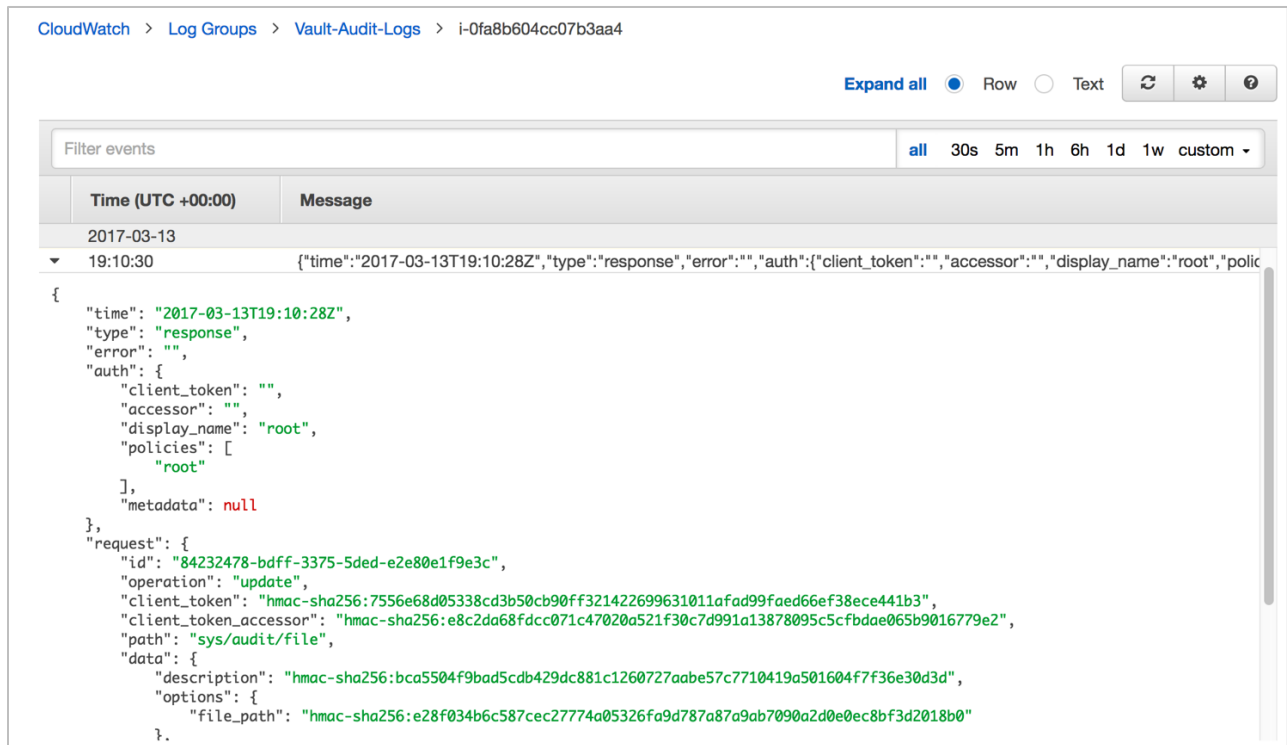 CloudWatch > Log Groups > Vault-Audit-Logs > i-0fa8b604cc07b3aa4
Expand all Row Text
Filter events all 30s 5m 1h 6h 1d 1w custom
Time (UTC +00:00) Message
2017-03-13
19:10:30 {"time":"2017-03-13T19:10:28Z","type":"response","error":"","auth":{"client_token":"","accessor":"","display_name":"root","polic
{
"time": "2017-03-13T19:10:28Z",
"type": "response",
"error": "",
"auth": {
"client_token": "",
"accessor": "",
"display_name": "root",
"policies": [
"root"
],
"metadata": null
},
"request": {
"id": "84232478-bdff-3375-5ded-e2e80e1f9e3c",
"operation": "update",
"client_token": "hmac-sha256:7556e68d05338cd3b50cb90ff321422699631011afad99faed66ef38ece441b3",
"client_token_accessor": "hmac-sha256:e8c2da68fdcc071c47020a521f30c7d991a13878095c5cfbdae065b9016779e2",
"path": "sys/audit/file",
"data": {
"description": "hmac-sha256:bca5504f9bad5cdb429dc881c1260727aabe57c7710419a501604f7f36e30d3d",
"options": {
"file_path": "hmac-sha256:e28f034b6c587cec27774a05326fa9d787a87a9ab7090a2d0e0ec8bf3d2018b0"
},